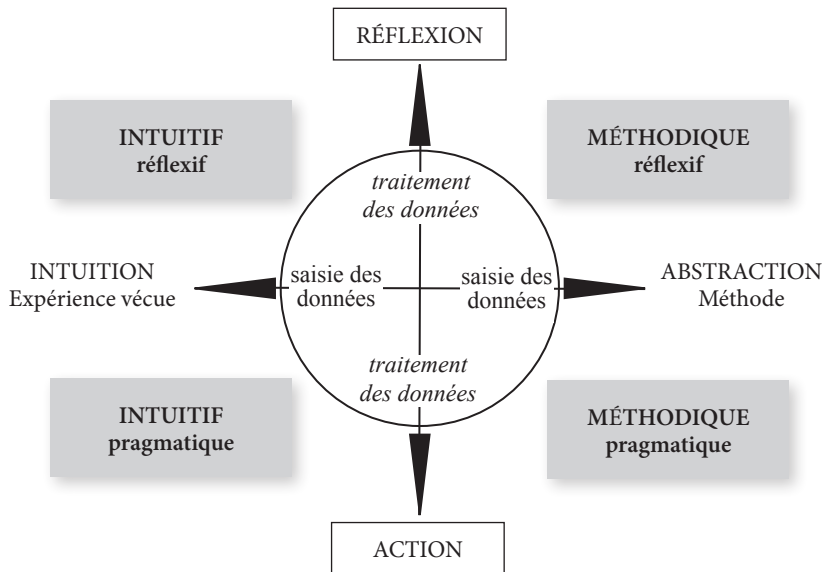 RÉFLEXION
INTUITIF
réflexif
MÉTHODIQUE
réflexif
traitement
des données
INTUITION
Expérience vécue
saisie des
données
saisie des
données
ABSTRACTION
Méthode
traitement
des données
INTUITIF
pragmatique
MÉTHODIQUE
pragmatique
ACTION